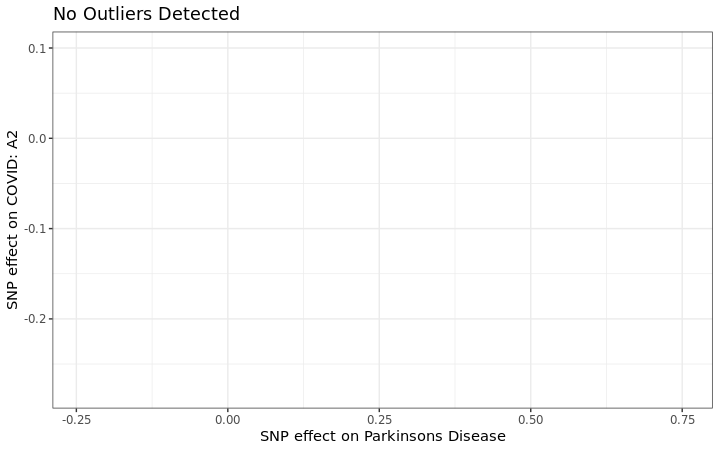 No Outliers Detected
0.1
0.0
-0.1
-0.2
SNP effect on COVID: A2
-0.25 0.00 0.25 0.50 0.75
SNP effect on Parkinsons Disease